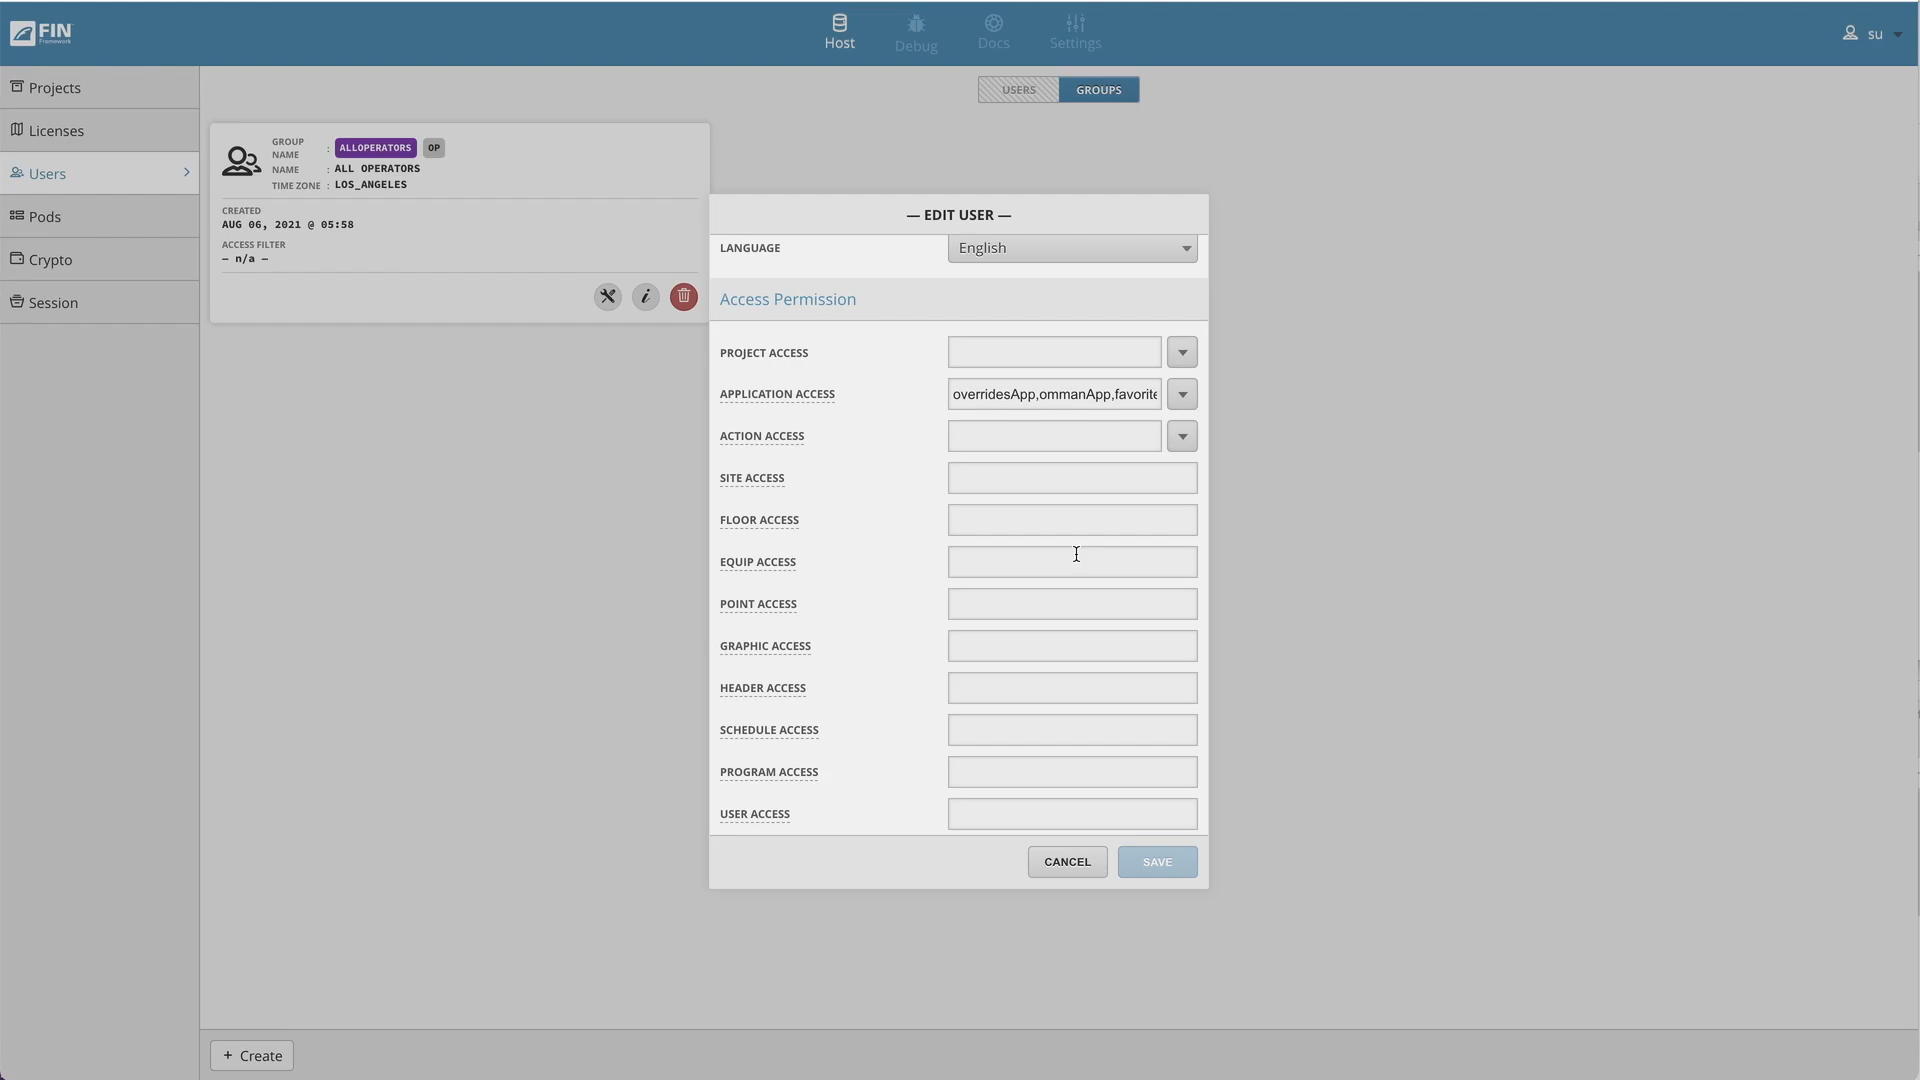 FIN
Framework
Host
Debug
Docs
Settings
su
Projects
Licenses
Users
Pods
Crypto
Session
USERS
GROUPS
GROUP NAME : ALLOPERATORS OP
NAME : ALL OPERATORS
TIME ZONE : LOS_ANGELES
CREATED
AUG 06, 2021 @ 05:58
ACCESS FILTER
– n/a –
— EDIT USER —
LANGUAGE English
Access Permission
PROJECT ACCESS
APPLICATION ACCESS overridesApp,ommanApp,favorite
ACTION ACCESS
SITE ACCESS
FLOOR ACCESS
EQUIP ACCESS
POINT ACCESS
GRAPHIC ACCESS
HEADER ACCESS
SCHEDULE ACCESS
PROGRAM ACCESS
USER ACCESS
CANCEL
SAVE
+ Create